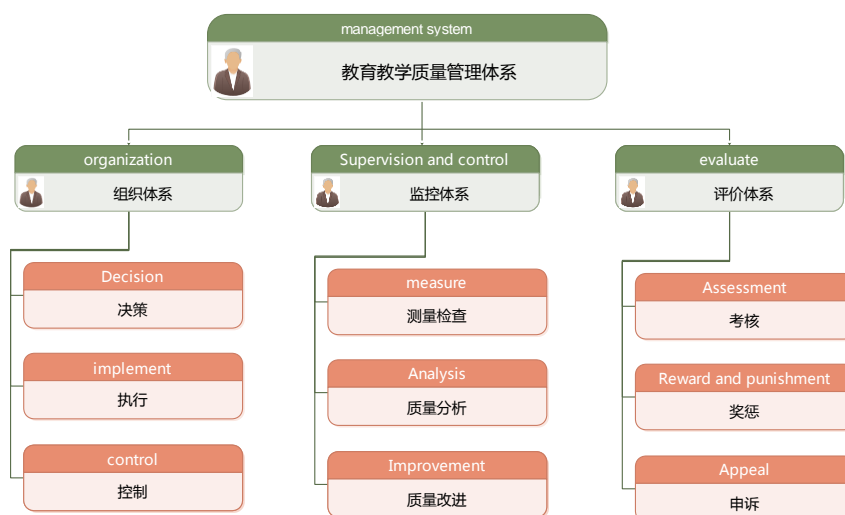 management system
教育教学质量管理体系
organization
组织体系
Decision
决策
implement
执行
control
控制
Supervision and control
监控体系
measure
测量检查
Analysis
质量分析
Improvement
质量改进
evaluate
评价体系
Assessment
考核
Reward and punishment
奖惩
Appeal
申诉